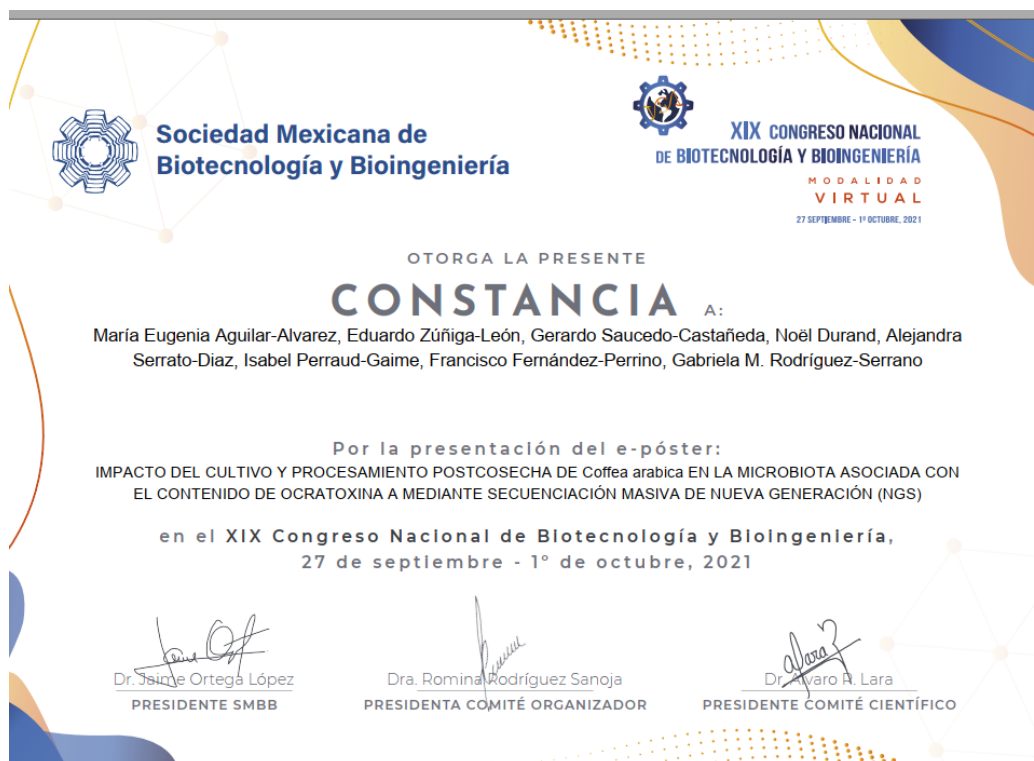 Sociedad Mexicana de
Biotecnología y Bioingeniería
XIX CONGRESO NACIONAL
DE BIOTECNOLOGÍA Y BIOINGENIERÍA
MODALIDAD
VIRTUAL
27 SEPTIEMBRE - 1º OCTUBRE, 2021
OTORGA LA PRESENTE
CONSTANCIA A:
María Eugenia Aguilar-Alvarez, Eduardo Zúñiga-León, Gerardo Saucedo-Castañeda, Noël Durand, Alejandra
Serrato-Diaz, Isabel Perraud-Gaime, Francisco Fernández-Perrino, Gabriela M. Rodríguez-Serrano
Por la presentación del e-póster:
IMPACTO DEL CULTIVO Y PROCESAMIENTO POSTCOSECHA DE Coffea arabica EN LA MICROBIOTA ASOCIADA CON
EL CONTENIDO DE OCRATOXINA A MEDIANTE SECUENCIACIÓN MASIVA DE NUEVA GENERACIÓN (NGS)
en el XIX Congreso Nacional de Biotecnología y Bioingeniería,
27 de septiembre - 1º de octubre, 2021
Dr. Jaime Ortega López
PRESIDENTE SMBB
Dra. Romina Rodríguez Sanoja
PRESIDENTA COMITÉ ORGANIZADOR
Dr. Alvaro R. Lara
PRESIDENTE COMITÉ CIENTÍFICO